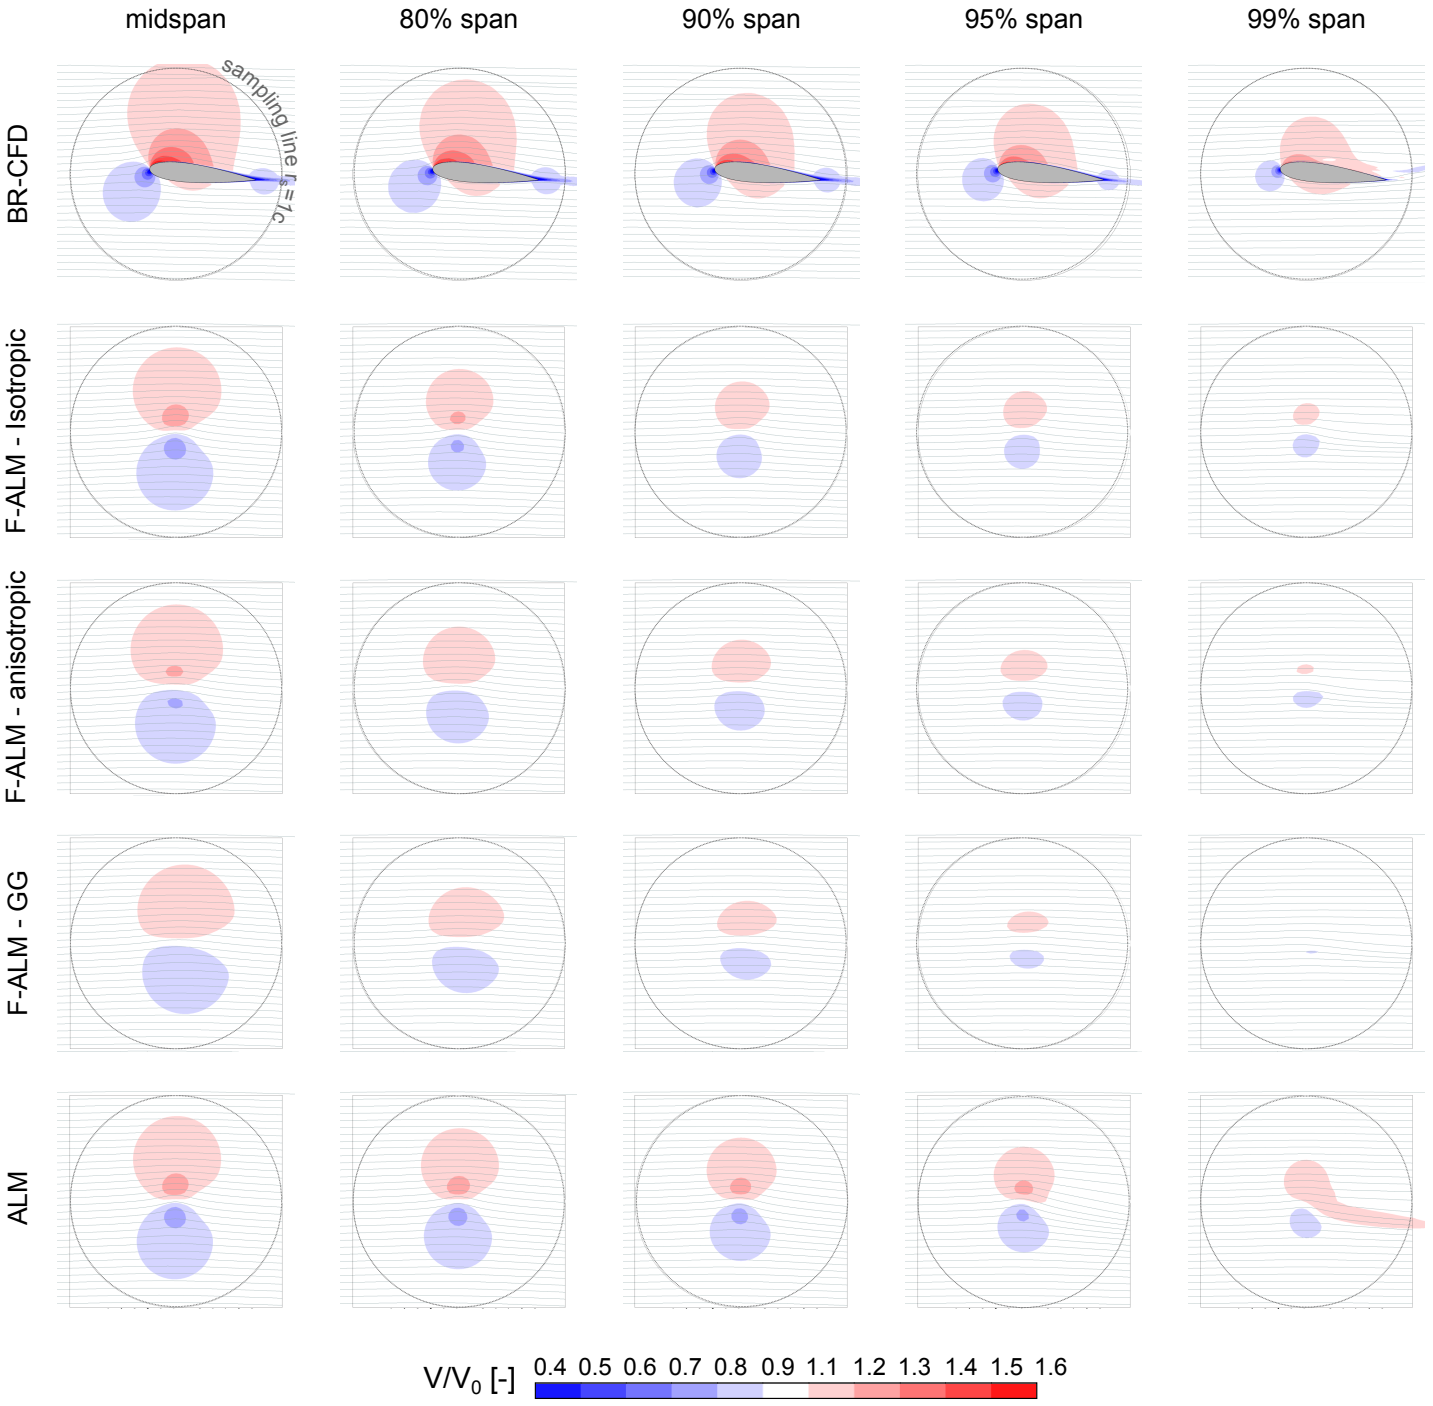 midspan 80% span 90% span 95% span 99% span
BR-CFD
sampling line rₛ=1c
F-ALM - Isotropic
F-ALM - anisotropic
F-ALM - GG
ALM
V/V₀ [-] 0.4 0.5 0.6 0.7 0.8 0.9 1.1 1.2 1.3 1.4 1.5 1.6